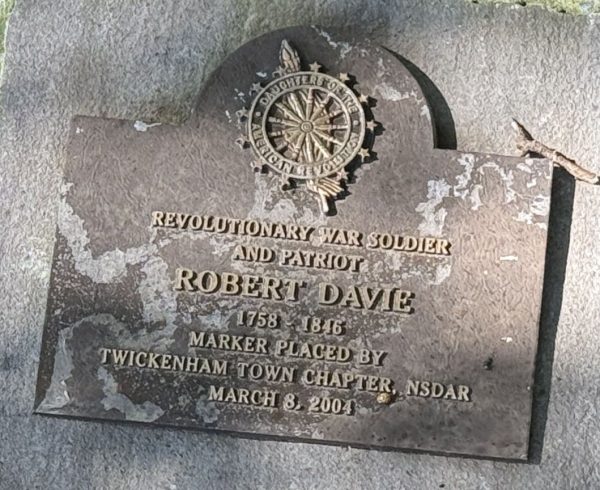 DAUGHTERS OF THE
AMERICAN REVOLUTION
REVOLUTIONARY WAR SOLDIER
AND PATRIOT
ROBERT DAVIE
1758 - 1846
MARKER PLACED BY
TWICKENHAM TOWN CHAPTER, NSDAR
MARCH 8, 2004